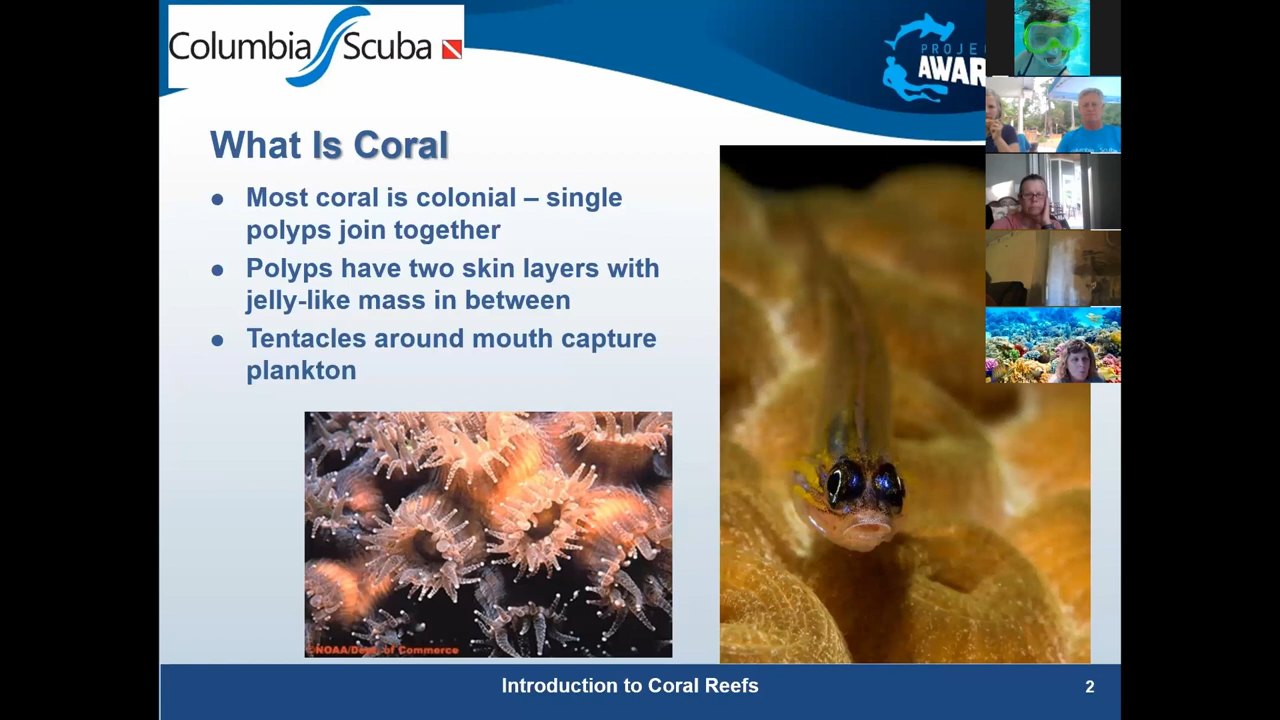 Columbia Scuba
PROJE
AWAR
What Is Coral
● Most coral is colonial – single
polyps join together
● Polyps have two skin layers with
jelly-like mass in between
● Tentacles around mouth capture
plankton
©NOAA/Dept. of Commerce
Introduction to Coral Reefs
2